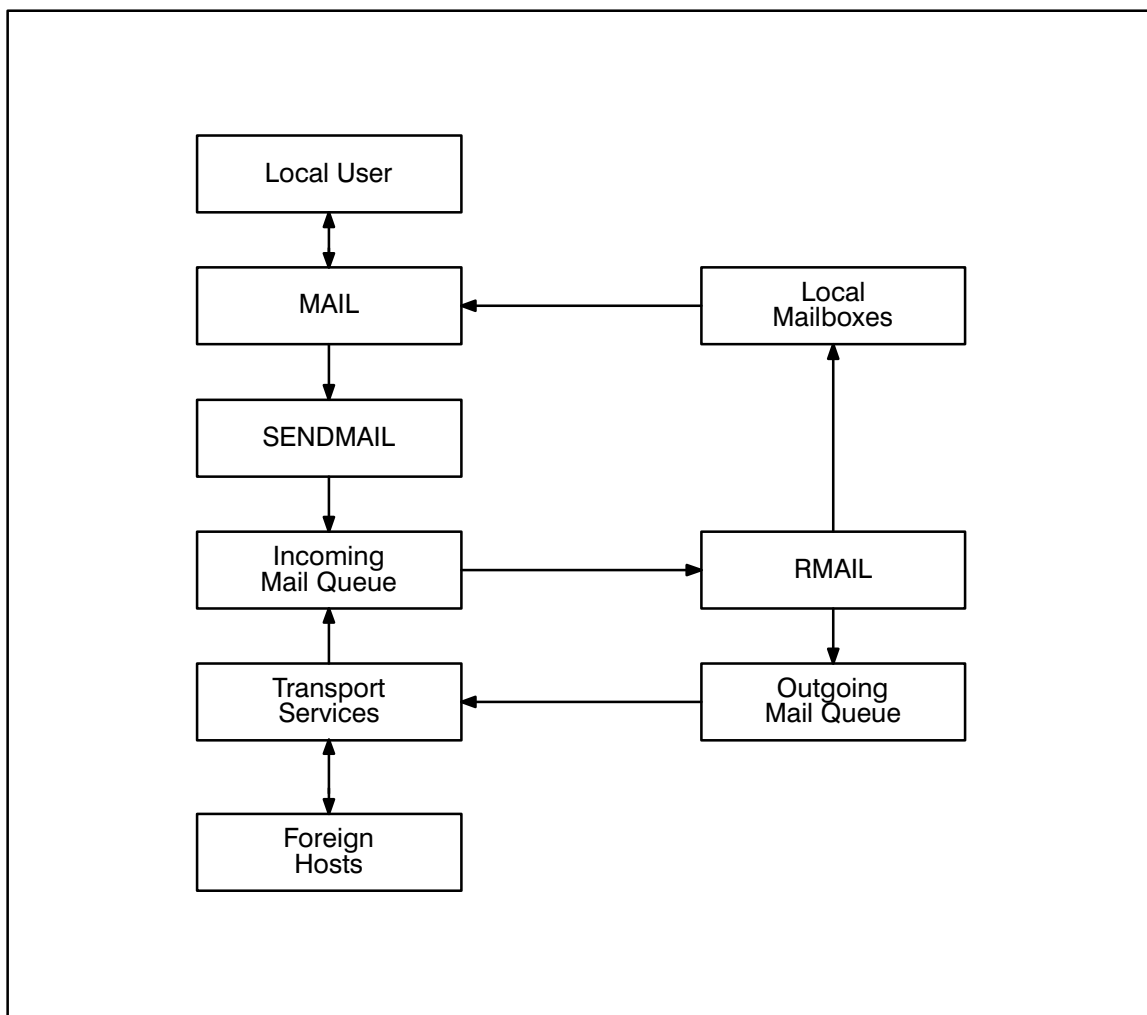 Local User
MAIL
Local
Mailboxes
SENDMAIL
Incoming
Mail Queue
RMAIL
Transport
Services
Outgoing
Mail Queue
Foreign
Hosts